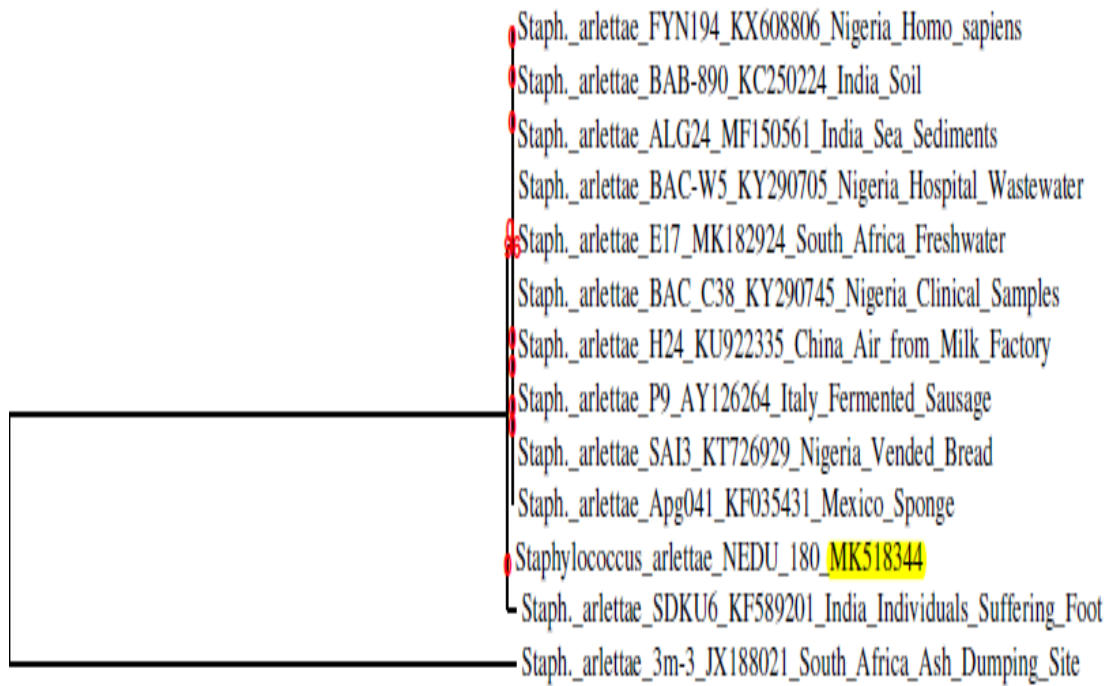 Staph._arlettae_FYN194_KX608806_Nigeria_Homo_sapiens
Staph._arlettae_BAB-890_KC250224_India_Soil
Staph._arlettae_ALG24_MF150561_India_Sea_Sediments
Staph._arlettae_BAC-W5_KY290705_Nigeria_Hospital_Wastewater
Staph._arlettae_E17_MK182924_South_Africa_Freshwater
Staph._arlettae_BAC_C38_KY290745_Nigeria_Clinical_Samples
Staph._arlettae_H24_KU922335_China_Air_from_Milk_Factory
Staph._arlettae_P9_AY126264_Italy_Fermented_Sausage
Staph._arlettae_SAI3_KT726929_Nigeria_Vended_Bread
Staph._arlettae_Apg041_KF035431_Mexico_Sponge
Staphylococcus_arlettae_NEDU_180_MK518344
Staph._arlettae_SDKU6_KF589201_India_Individuals_Suffering_Foot
Staph._arlettae_3m-3_JX188021_South_Africa_Ash_Dumping_Site